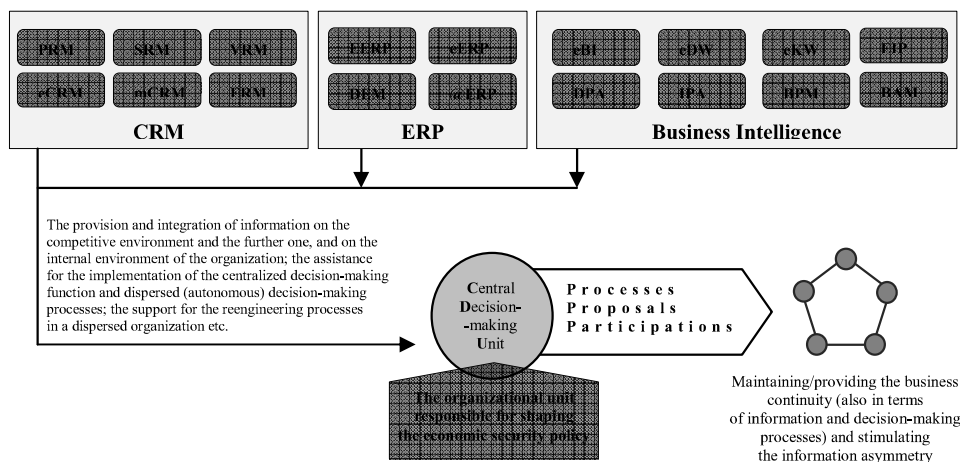 PRM SRM VRM
eCRM mCRM ERM
CRM
EERP eERP
DEM
ERP
eBI eDW eKW EIP
DPA IPA BPM BAM
Business Intelligence
The provision and integration of information on the
competitive environment and the further one, and on the
internal environment of the organization; the assistance
for the implementation of the centralized decision-making
function and dispersed (autonomous) decision-making
processes; the support for the reengineering processes
in a dispersed organization etc.
Central
Decision-
-making
Unit
Processes
Proposals
Participations
The organizational unit
responsible for shaping
the economic security policy
Maintaining/providing the business
continuity (also in terms
of information and decision-making
processes) and stimulating
the information asymmetry